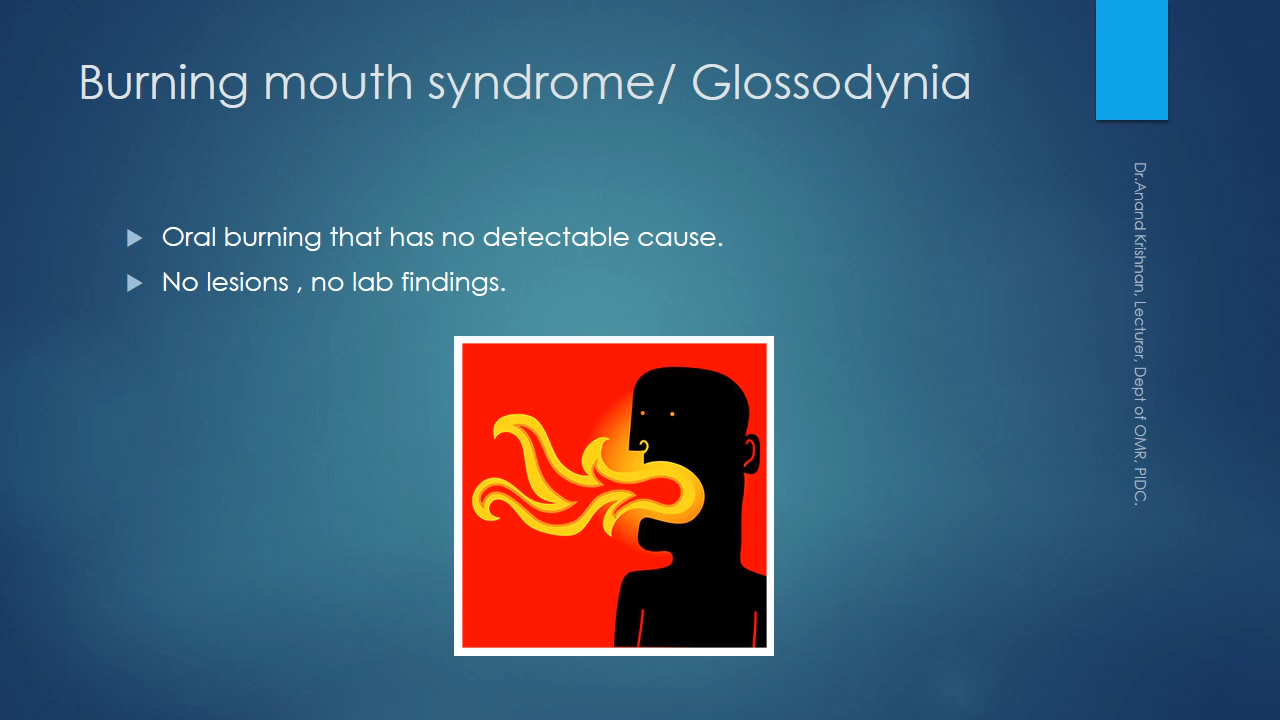 Burning mouth syndrome/ Glossodynia
Oral burning that has no detectable cause.
No lesions , no lab findings.
Dr.Anand Krishnan, Lecturer, Dept of OMR, PIDC.